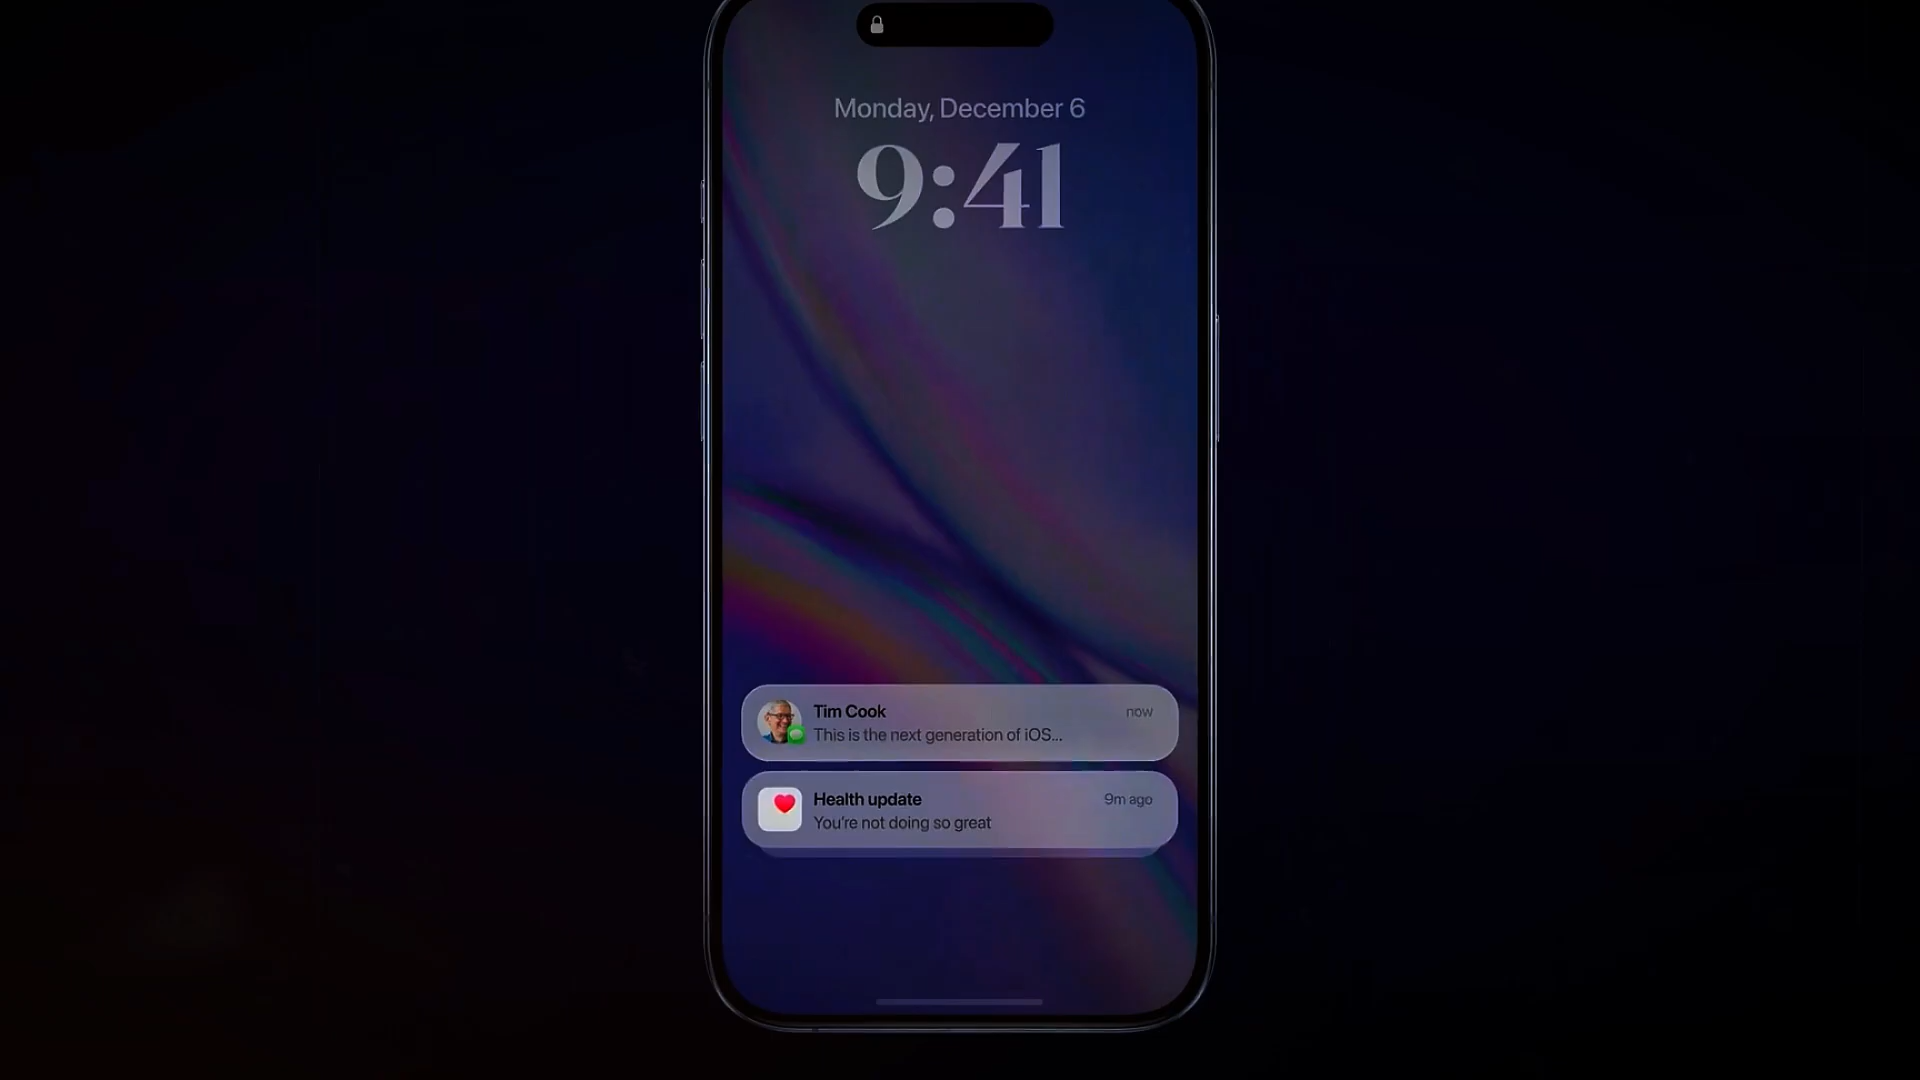 Monday, December 6
9:41
Tim Cook
now
This is the next generation of iOS...
Health update
9m ago
You're not doing so great